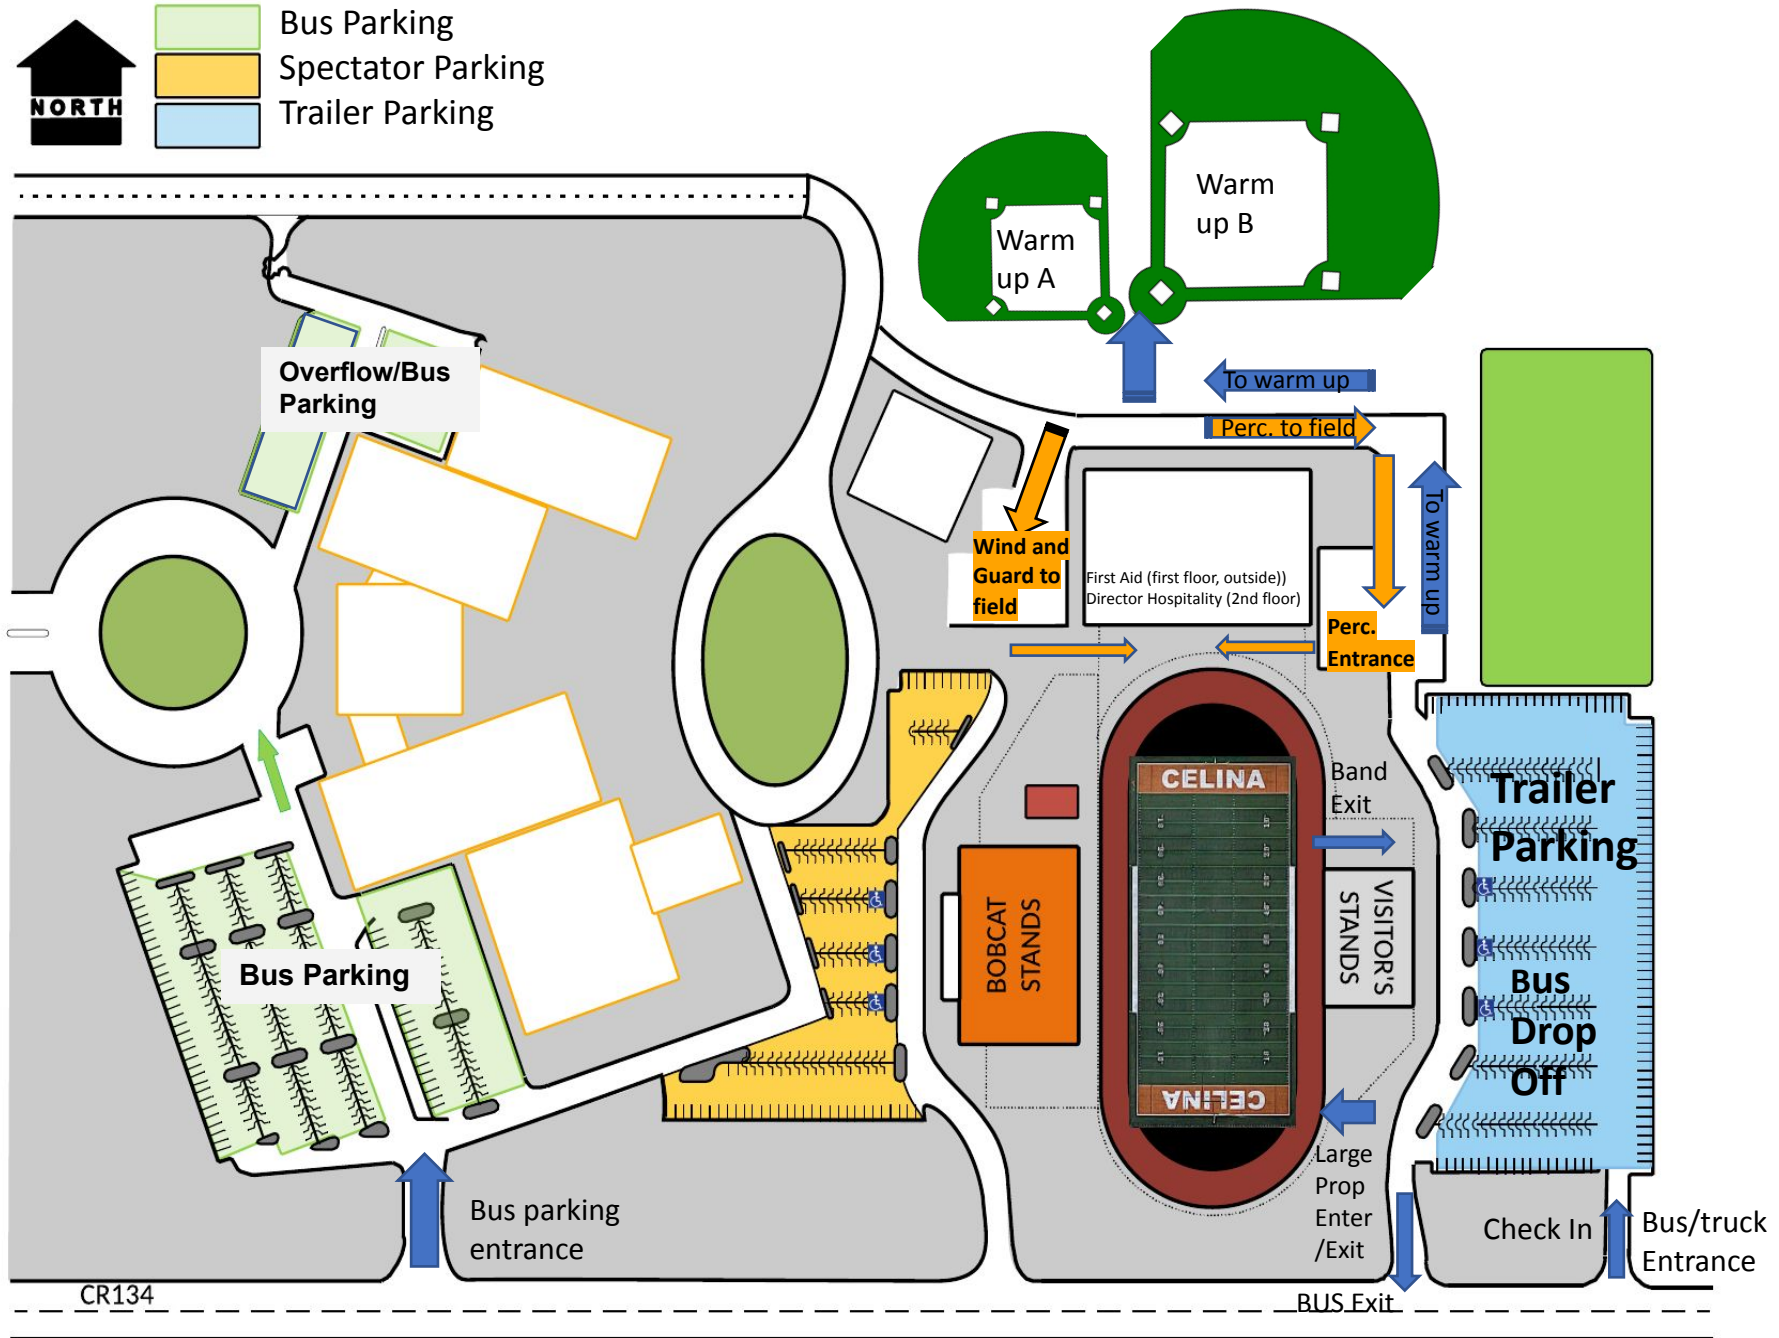 Bus Parking
Spectator Parking
Trailer Parking
NORTH
Warm
up B
Warm
up A
Overflow/Bus
Parking
To warm up
Perc. to field
To warm up
Wind and
Guard to
field
First Aid (first floor, outside))
Director Hospitality (2nd floor)
Perc.
Entrance
CELINA
Band
Exit
Trailer
Parking
BOBCAT
STANDS
VISITOR'S
STANDS
Bus Parking
Bus
Drop
Off
CELINA
Large
Prop
Enter
/Exit
Bus parking
entrance
Check In
Bus/truck
Entrance
CR134
BUS Exit